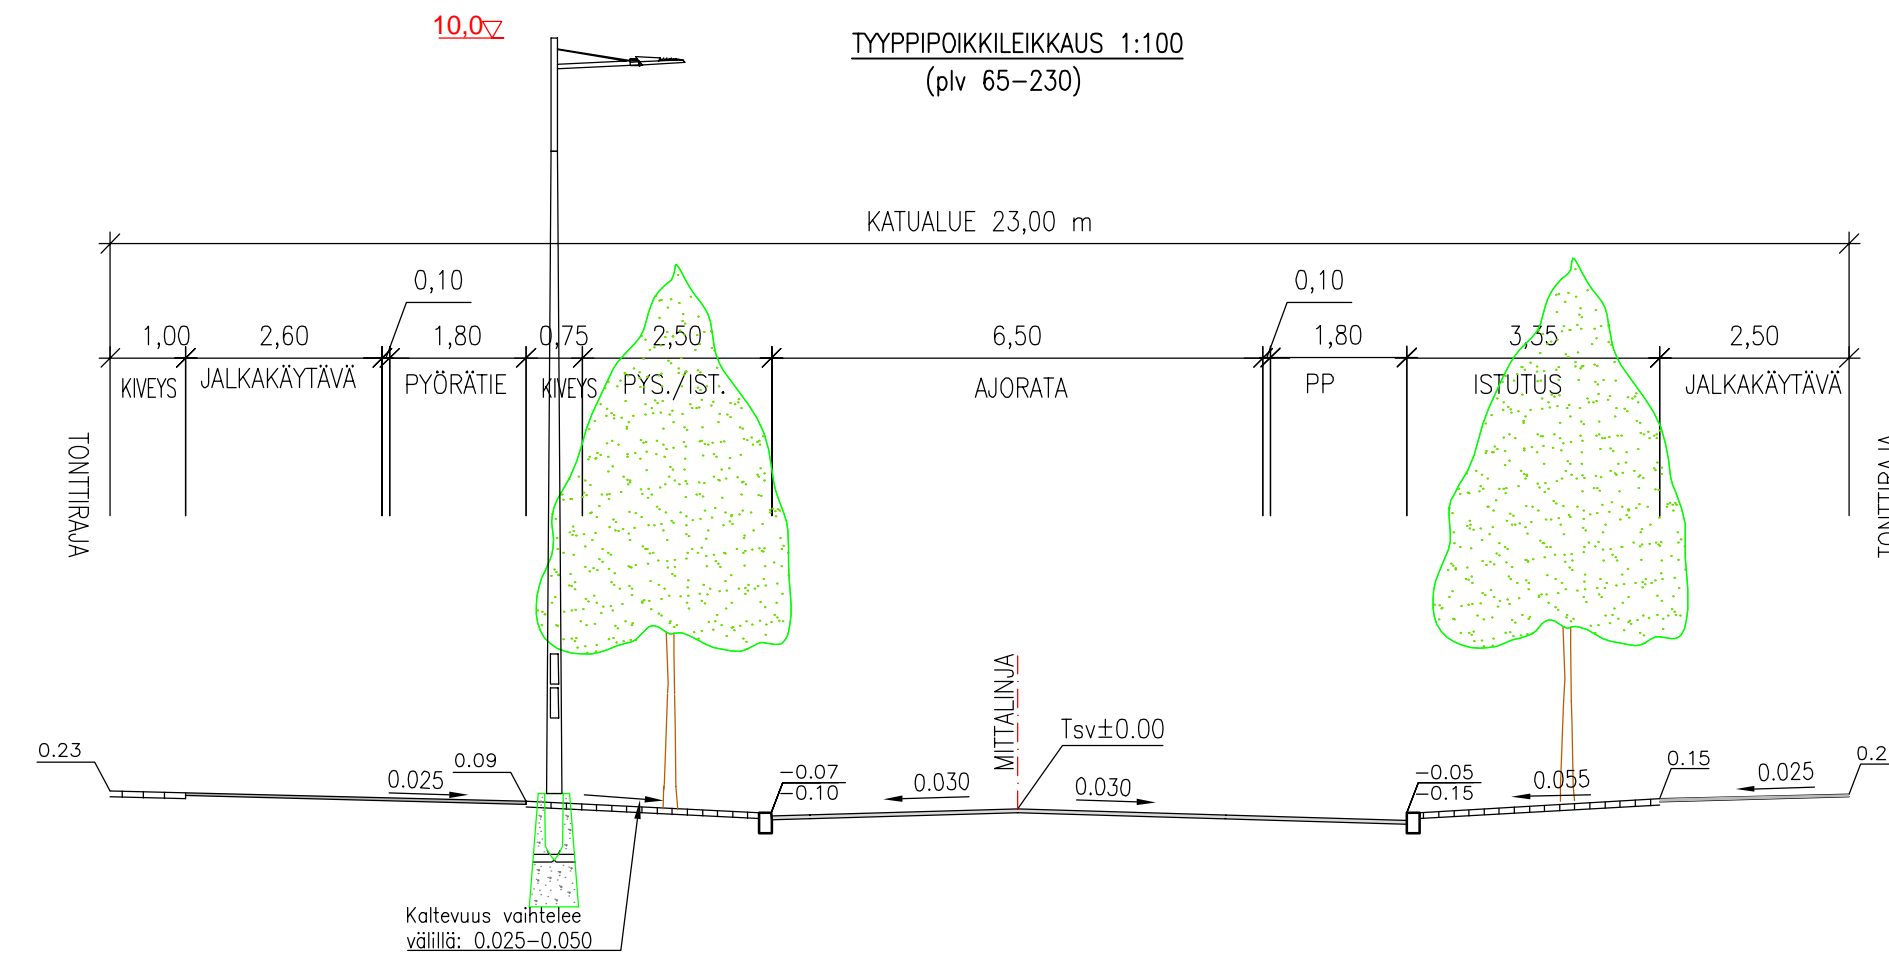 10,0
TYYPPIPOIKKILEIKKAUS 1:100
(plv 65-230)
KATUALUE 23,00 m
0,10
0,10
1,00
2,60
1,80
0,75
2,50
6,50
1,80
3,35
2,50
KIVEYS
JALKAKÄYTÄVÄ
PYÖRÄTIE
KIVEYS
PYS./IST.
AJORATA
PP
ISTUTUS
JALKAKÄYTÄVÄ
TONTTIRAJA
TONTTIRAJA
MITTALINJA
Tsv±0.00
0.23
0.025
0.09
-0.07
-0.10
0.030
0.030
-0.05
-0.15
0.055
0.15
0.025
0.2
Kaltevuus vaihtelee
välillä: 0.025-0.050